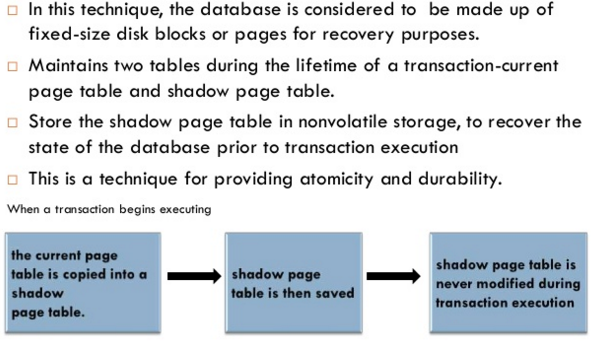 In this technique, the database is considered to be made up of
fixed-size disk blocks or pages for recovery purposes.
Maintains two tables during the lifetime of a transaction-current
page table and shadow page table.
Store the shadow page table in nonvolatile storage, to recover the
state of the database prior to transaction execution
This is a technique for providing atomicity and durability.
When a transaction begins executing
the current page
table is copied into a
shadow
page table.
shadow page
table is then saved
shadow page table is
never modified during
transaction execution